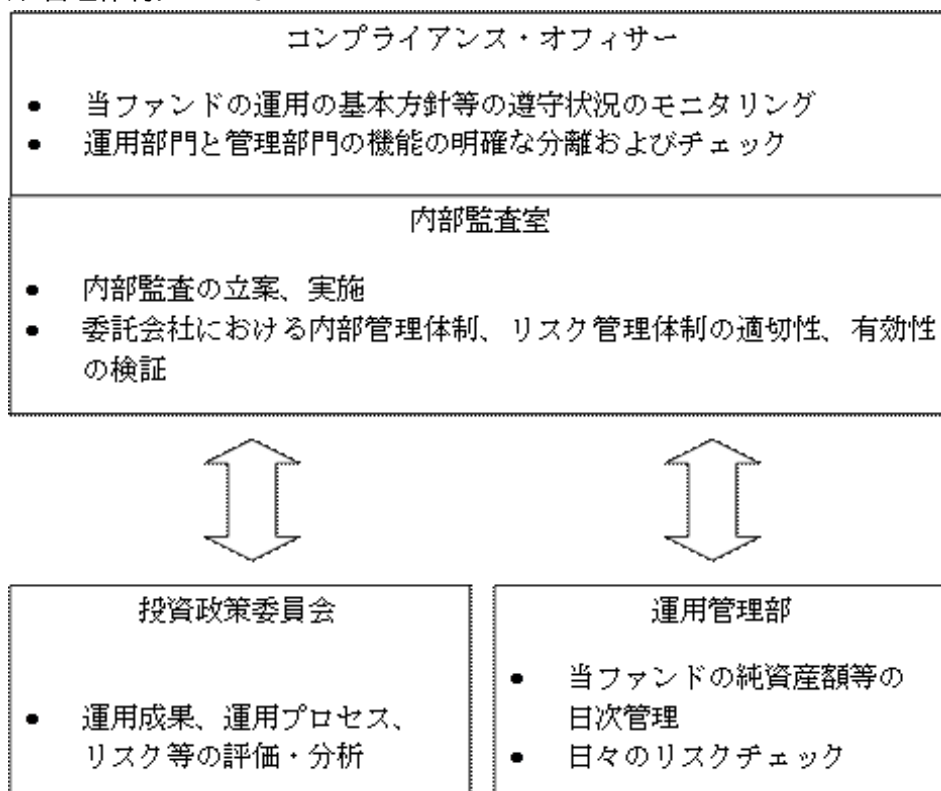 コンプライアンス・オフィサー
● 当ファンドの運用の基本方針等の遵守状況のモニタリング
● 運用部門と管理部門の機能の明確な分離およびチェック
内部監査室
● 内部監査の立案、実施
● 委託会社における内部管理体制、リスク管理体制の適切性、有効性
の検証
投資政策委員会
● 運用成果、運用プロセス、
リスク等の評価・分析
運用管理部
● 当ファンドの純資産額等の
日次管理
● 日々のリスクチェック